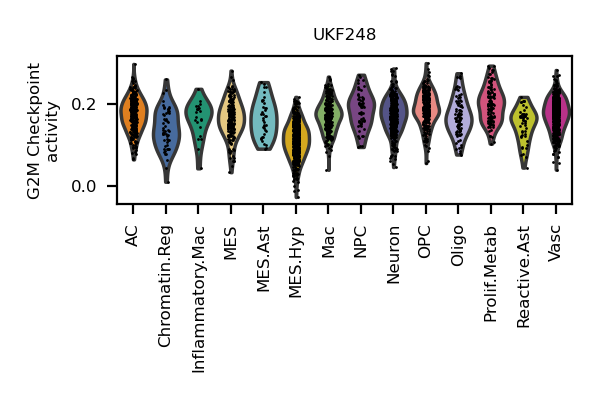 UKF248
G2M Checkpoint
activity
0.2
0.0
AC
Chromatin.Reg
Inflammatory.Mac
MES
MES.Ast
MES.Hyp
Mac
NPC
Neuron
OPC
Oligo
Prolif.Metab
Reactive.Ast
Vasc